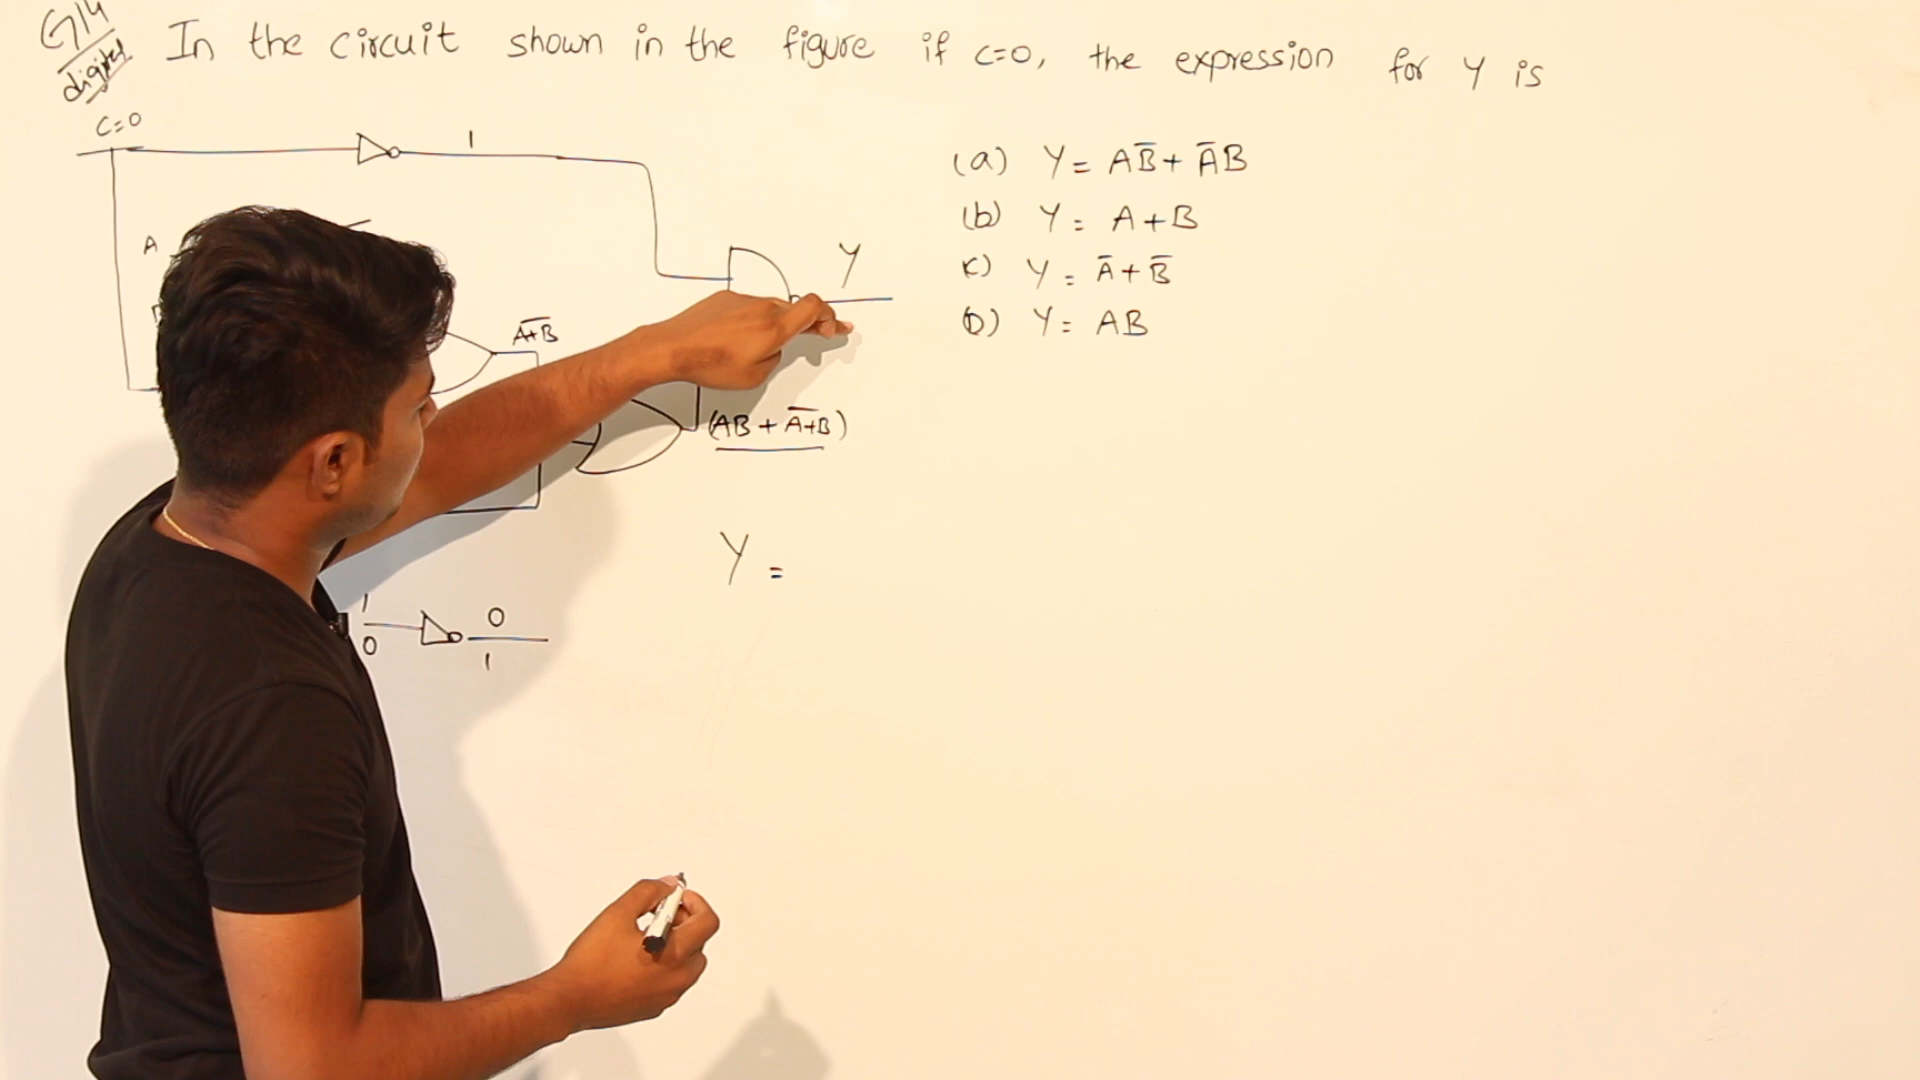 G14
digital
In the circuit shown in the figure if C=0, the expression for Y is
C=0
1
A
Y
A̅+̅B̅
(AB + A̅+̅B̅)
(a) Y = AB̅ + A̅B
(b) Y = A + B
(c) Y = A̅ + B̅
(D) Y = AB
Y =
1
0
0
1